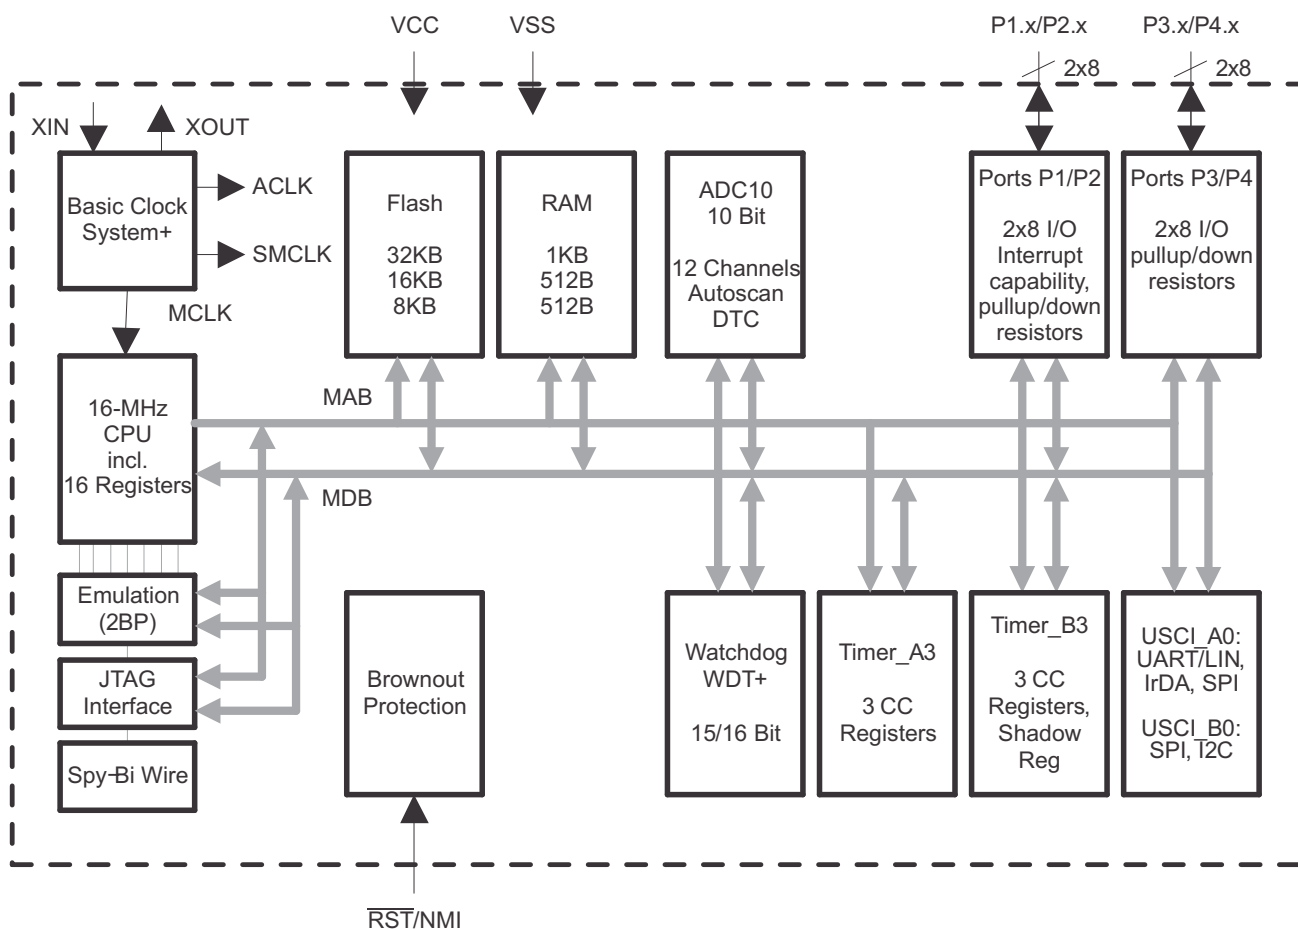 VCC
VSS
P1.x/P2.x
P3.x/P4.x
2x8
2x8
XIN
XOUT
Basic Clock
System+
ACLK
SMCLK
MCLK
Flash
32KB
16KB
8KB
RAM
1KB
512B
512B
ADC10
10 Bit
12 Channels
Autoscan
DTC
Ports P1/P2
2x8 I/O
Interrupt
capability,
pullup/down
resistors
Ports P3/P4
2x8 I/O
pullup/down
resistors
16-MHz
CPU
incl.
16 Registers
MAB
MDB
Emulation
(2BP)
JTAG
Interface
Spy-Bi Wire
Brownout
Protection
Watchdog
WDT+
15/16 Bit
Timer_A3
3 CC
Registers
Timer_B3
3 CC
Registers,
Shadow
Reg
USCI_A0:
UART/LIN,
IrDA, SPI
USCI_B0:
SPI, I2C
RST/NMI